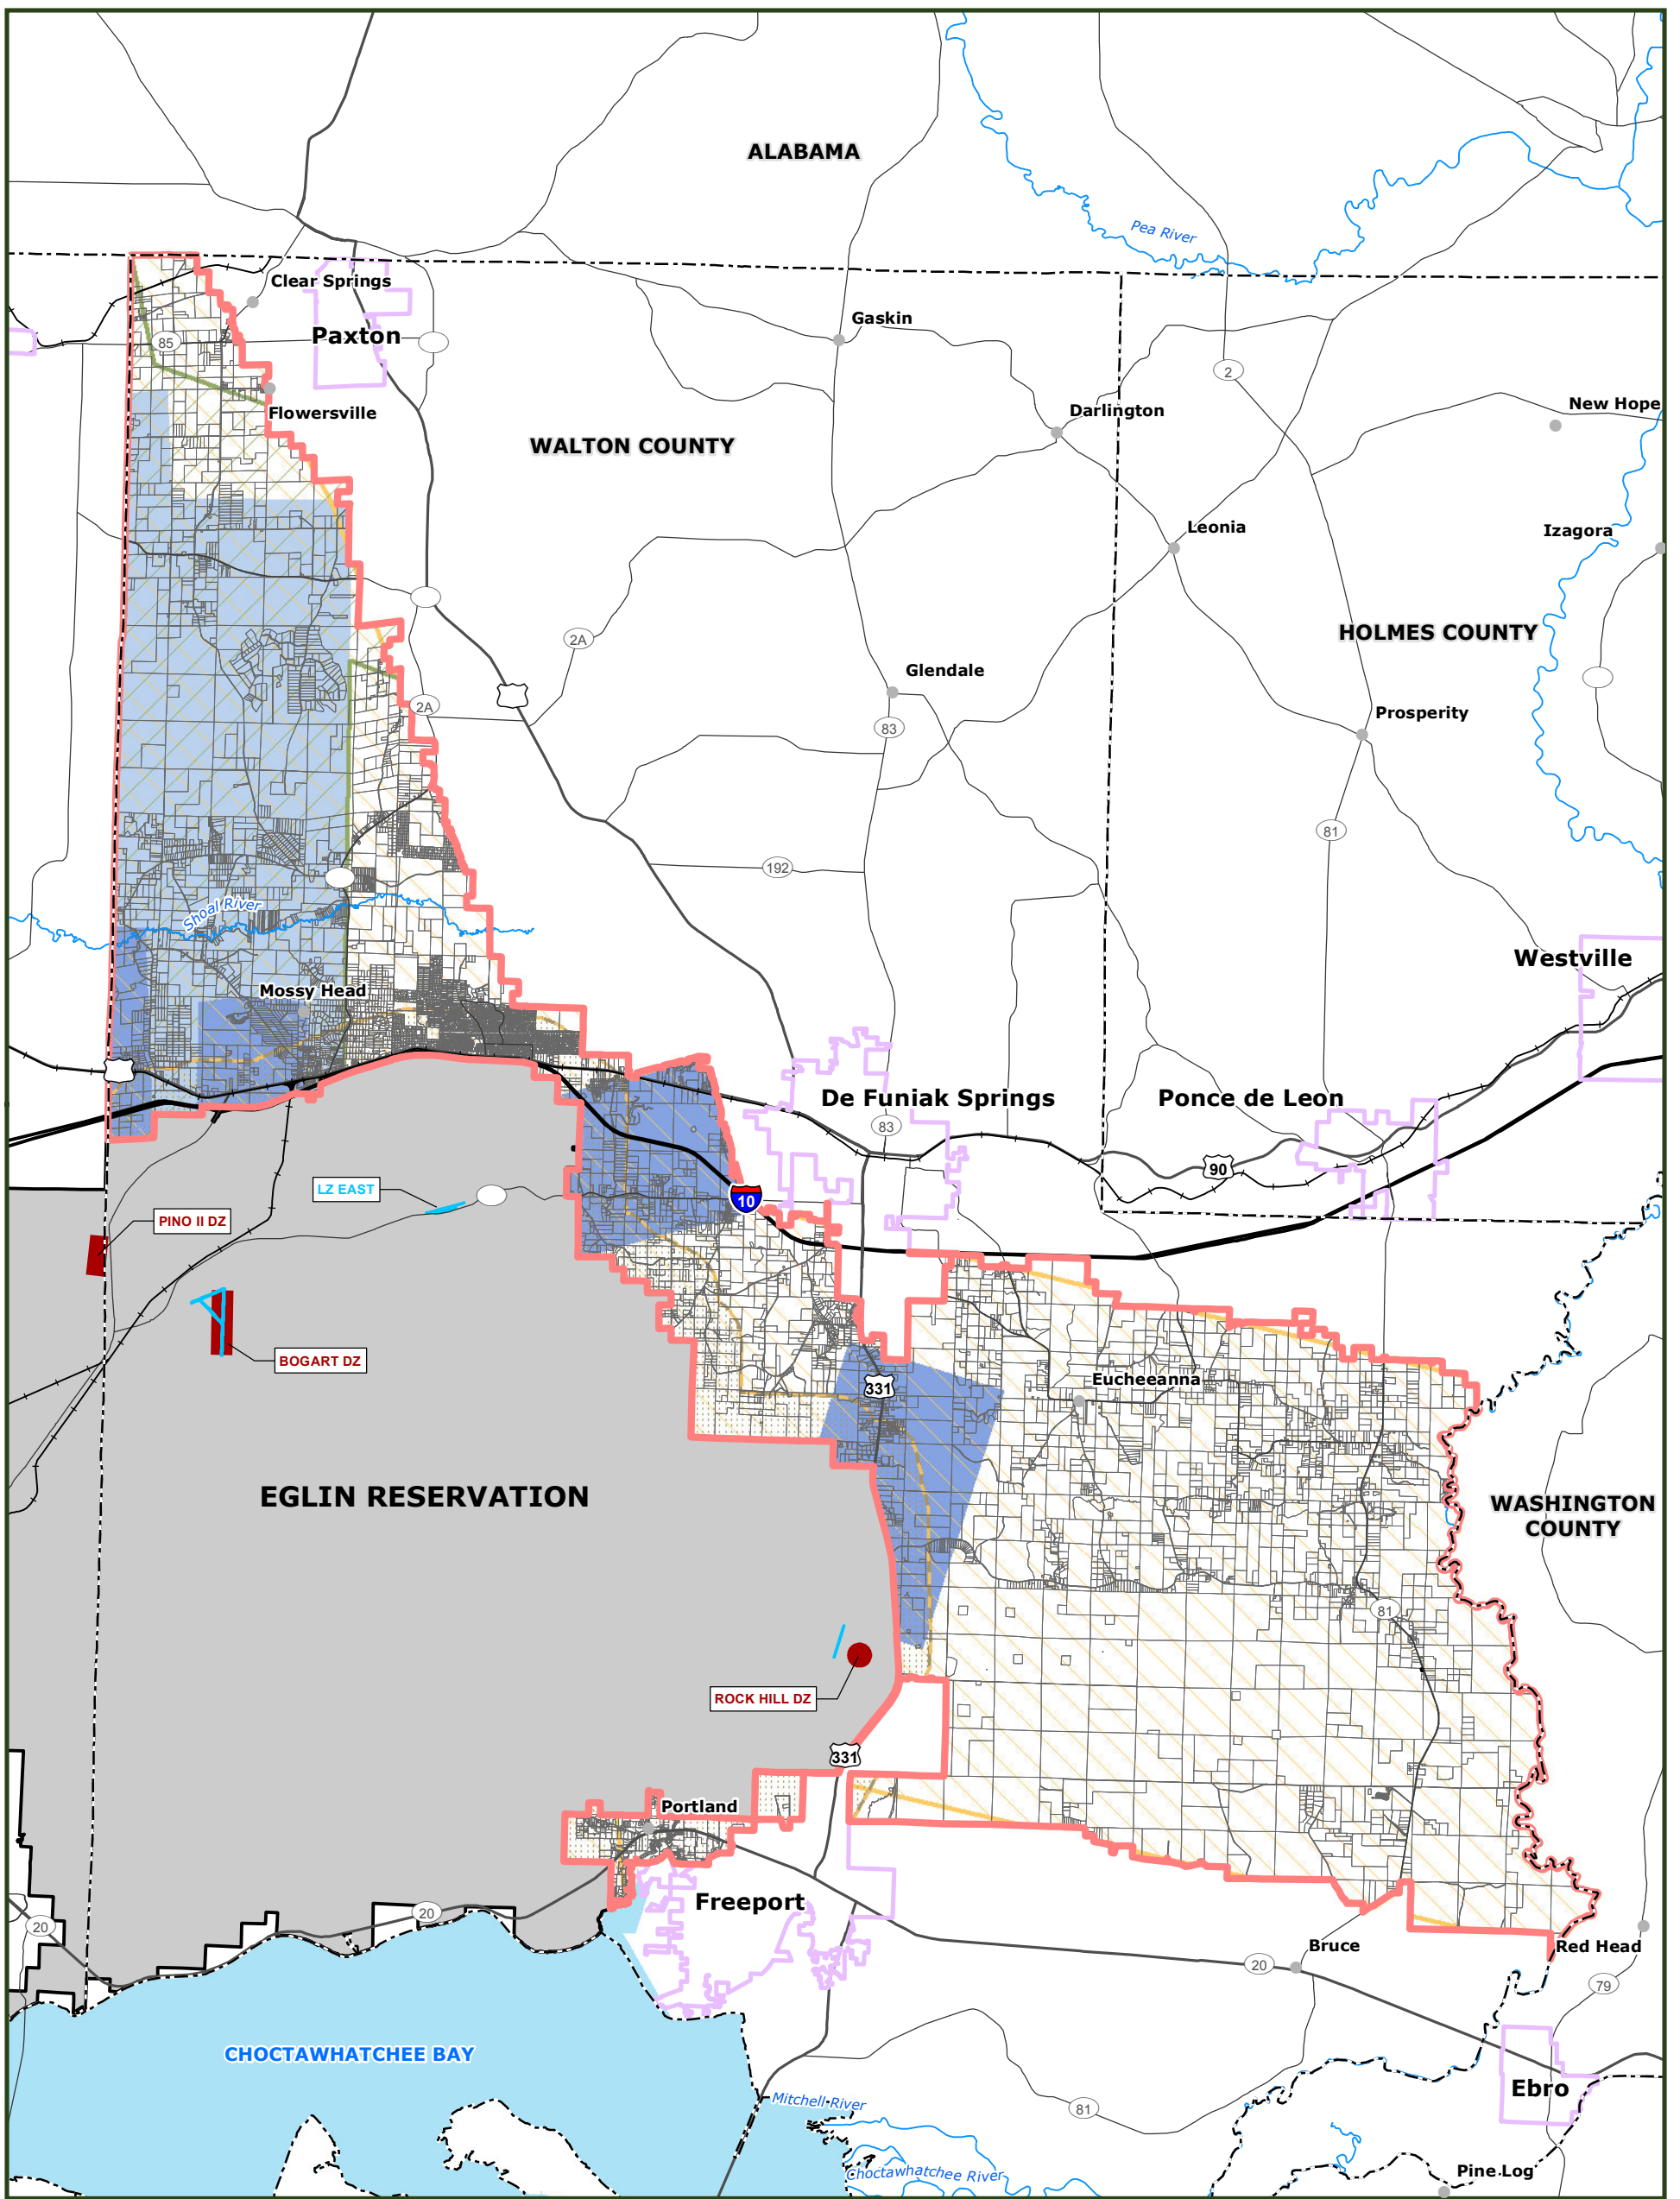 ALABAMA
Pea River
Clear Springs
Paxton
Gaskin
85
2
Flowersville
Darlington
New Hope
WALTON COUNTY
Leonia
Izagora
2A
HOLMES COUNTY
Glendale
2A
83
Prosperity
81
192
Shoal River
Westville
Mossy Head
De Funiak Springs
Ponce de Leon
83
90
LZ EAST
10
PINO II DZ
BOGART DZ
331
Eucheeanna
EGLIN RESERVATION
WASHINGTON
COUNTY
81
ROCK HILL DZ
331
Portland
Freeport
20
20
Bruce
Red Head
20
79
CHOCTAWHATCHEE BAY
Ebro
Mitchell River
81
Choctawhatchee River
Pine Log